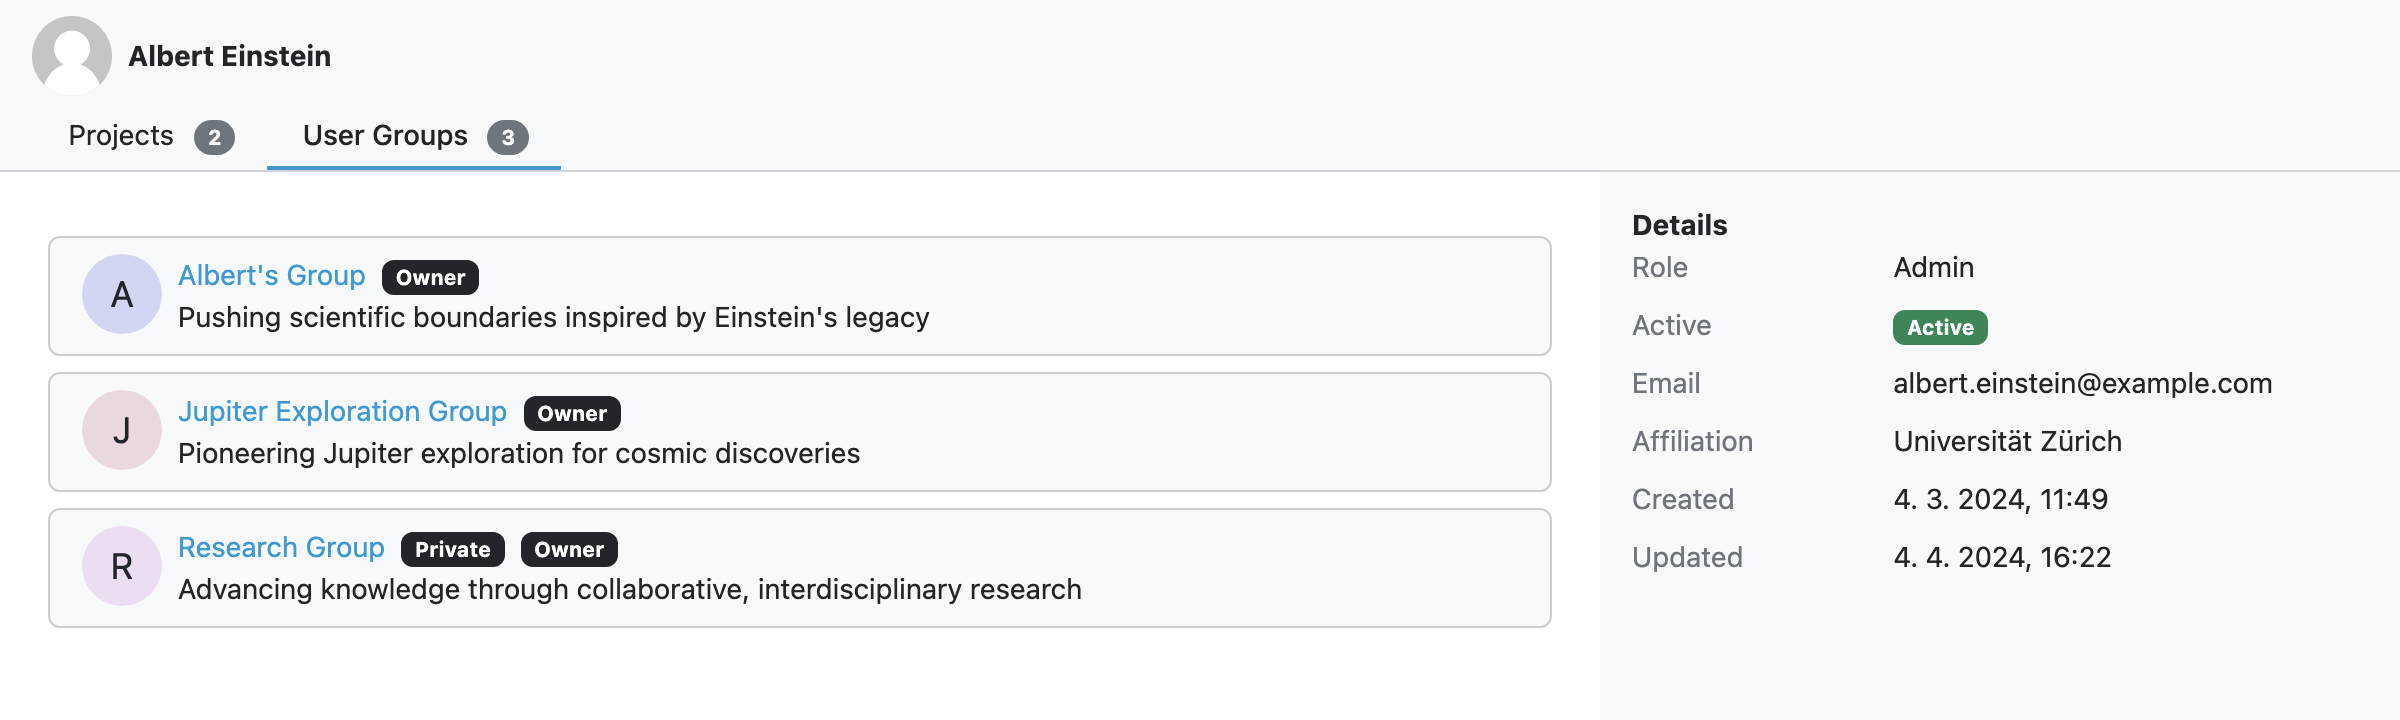 Albert Einstein
Projects 2 User Groups 3
A
Albert's Group Owner
Pushing scientific boundaries inspired by Einstein's legacy
J
Jupiter Exploration Group Owner
Pioneering Jupiter exploration for cosmic discoveries
R
Research Group Private Owner
Advancing knowledge through collaborative, interdisciplinary research
Details
Role Admin
Active Active
Email albert.einstein@example.com
Affiliation Universität Zürich
Created 4. 3. 2024, 11:49
Updated 4. 4. 2024, 16:22